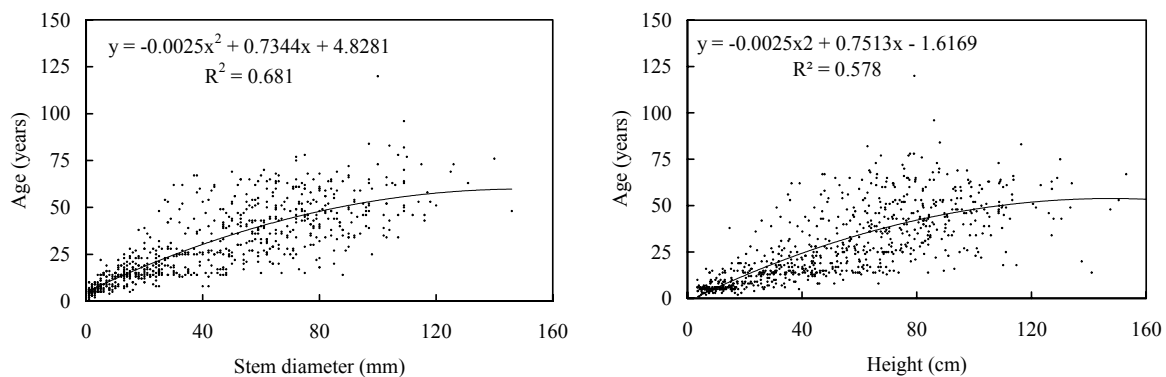 150
y = -0.0025x² + 0.7344x + 4.8281
R² = 0.681
125
100
75
50
25
0
Age (years)
0 40 80 120 160
Stem diameter (mm)
150
y = -0.0025x2 + 0.7513x - 1.6169
R² = 0.578
125
100
75
50
25
0
Age (years)
0 40 80 120 160
Height (cm)